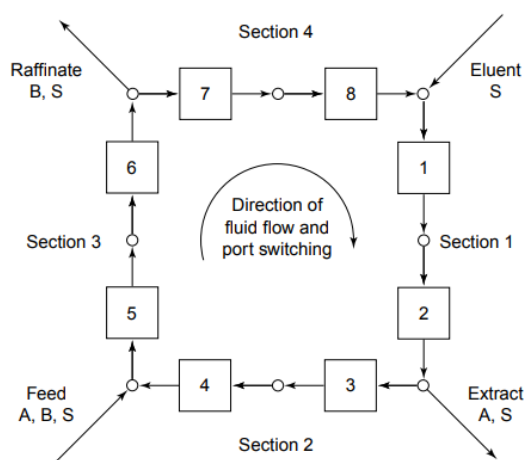 Section 4
Raffinate
B, S
Eluent
S
7
8
6
1
Direction of
fluid flow and
port switching
Section 3
Section 1
5
2
Feed
A, B, S
4
3
Extract
A, S
Section 2